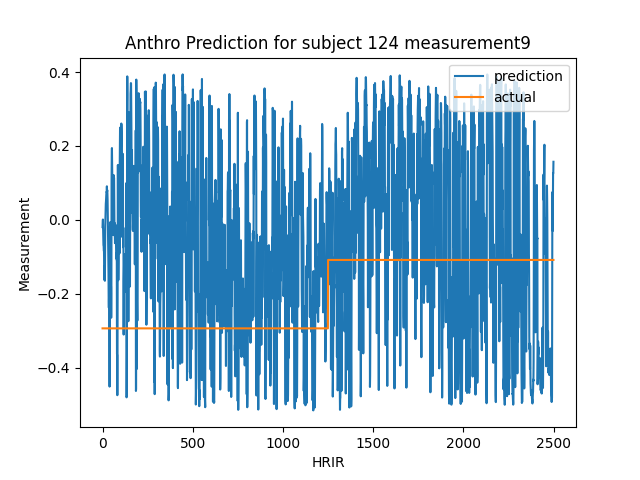 Anthro Prediction for subject 124 measurement9
prediction
actual
0.4
0.2
0.0
−0.2
−0.4
Measurement
0
500
1000
1500
2000
2500
HRIR